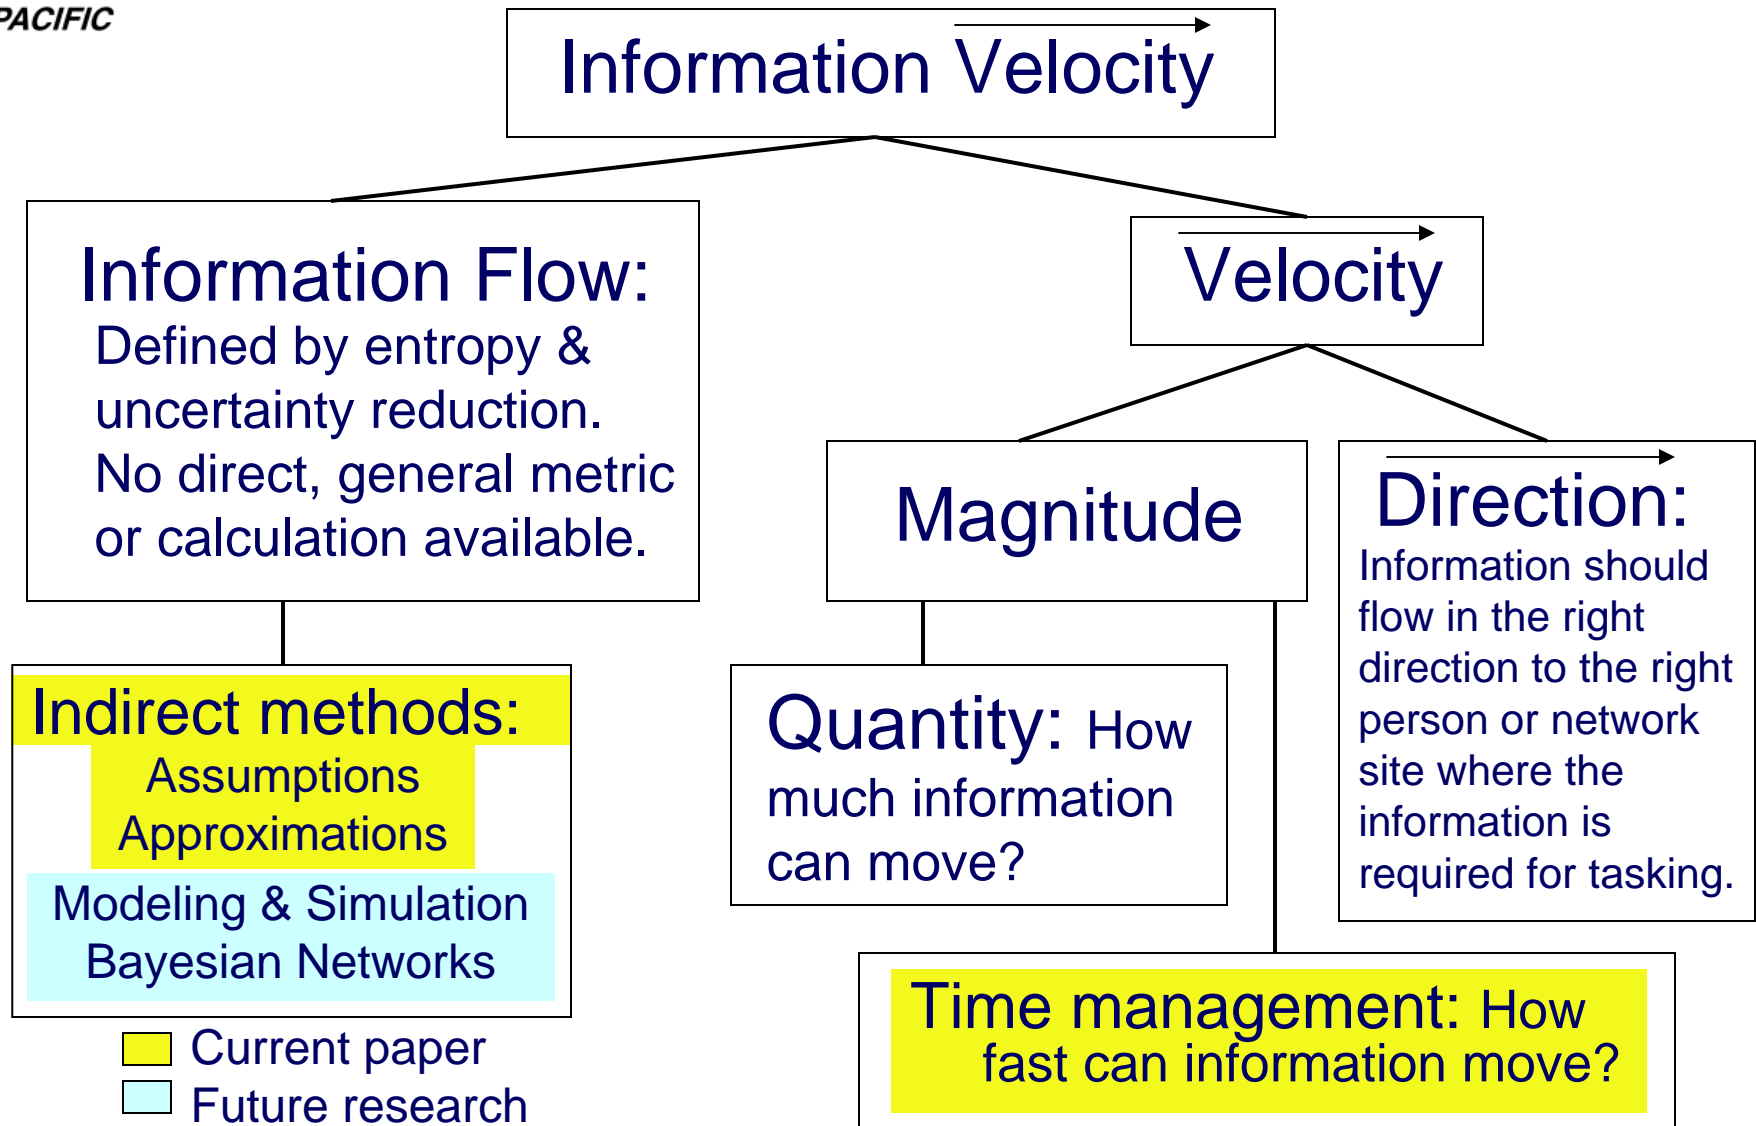 PACIFIC
Information Velocity
Information Flow:
Defined by entropy &
uncertainty reduction.
No direct, general metric
or calculation available.
Velocity
Magnitude
Direction:
Information should
flow in the right
direction to the right
person or network
site where the
information is
required for tasking.
Indirect methods:
Assumptions
Approximations
Modeling & Simulation
Bayesian Networks
Quantity: How
much information
can move?
Time management: How
fast can information move?
Current paper
Future research